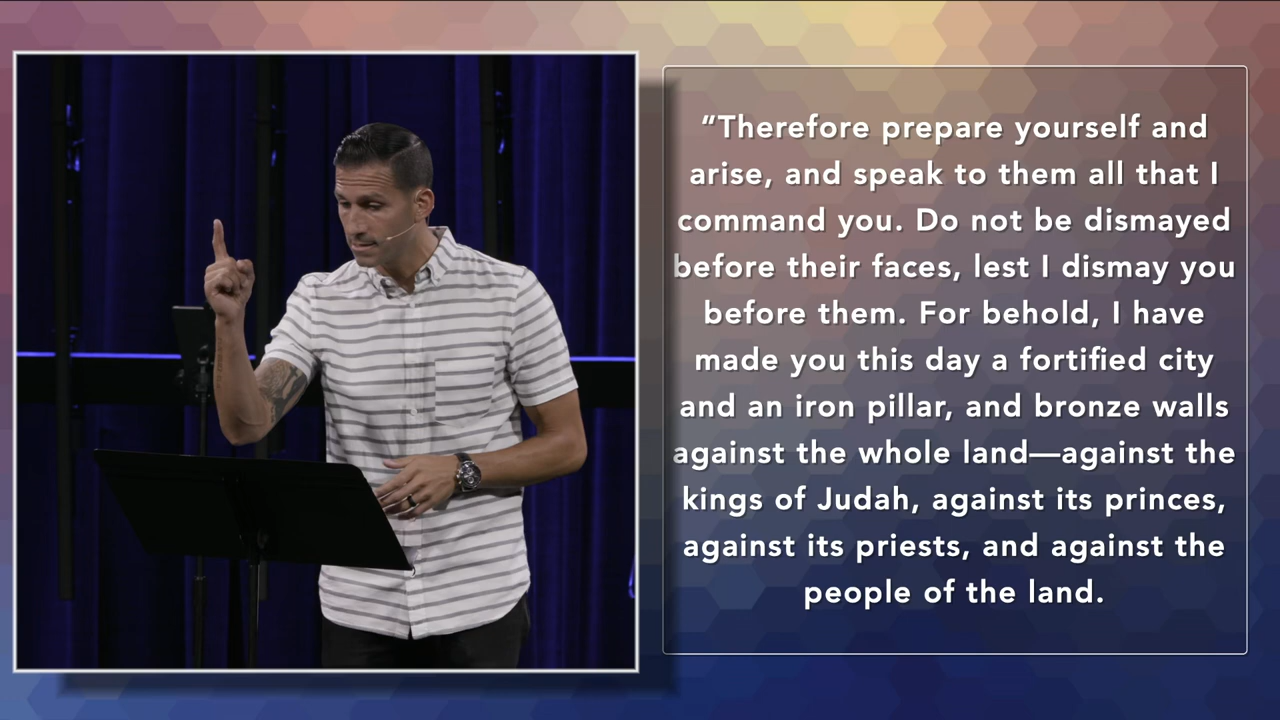 “Therefore prepare yourself and
arise, and speak to them all that I
command you. Do not be dismayed
before their faces, lest I dismay you
before them. For behold, I have
made you this day a fortified city
and an iron pillar, and bronze walls
against the whole land—against the
kings of Judah, against its princes,
against its priests, and against the
people of the land.